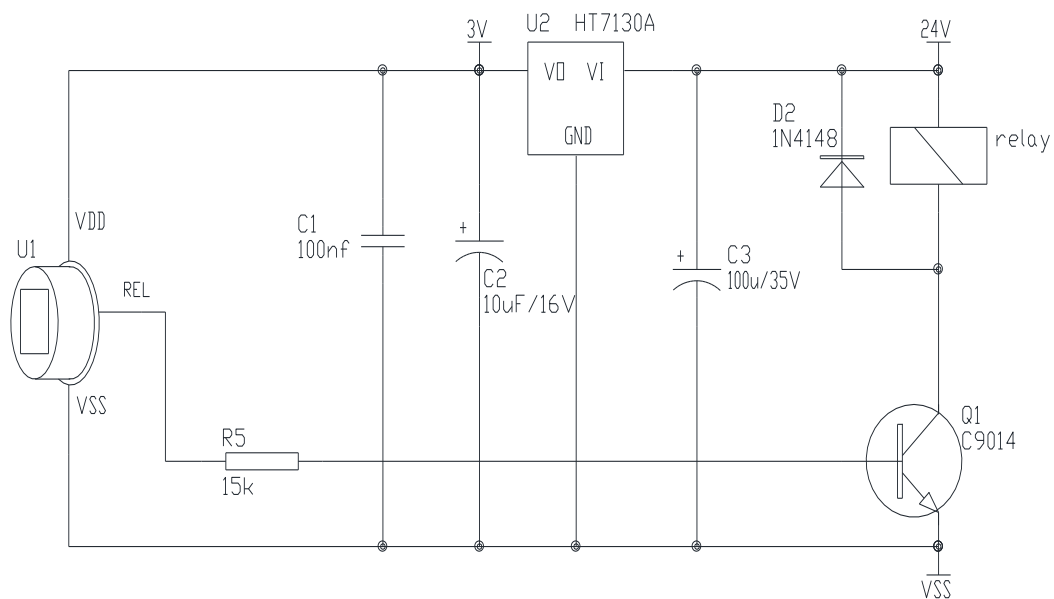 3V
U2 HT7130A
24V
VO VI
GND
D2
1N4148
relay
VDD
U1
REL
VSS
C1
100nf
+
C2
10uF/16V
+
C3
100u/35V
R5
15k
Q1
C9014
VSS